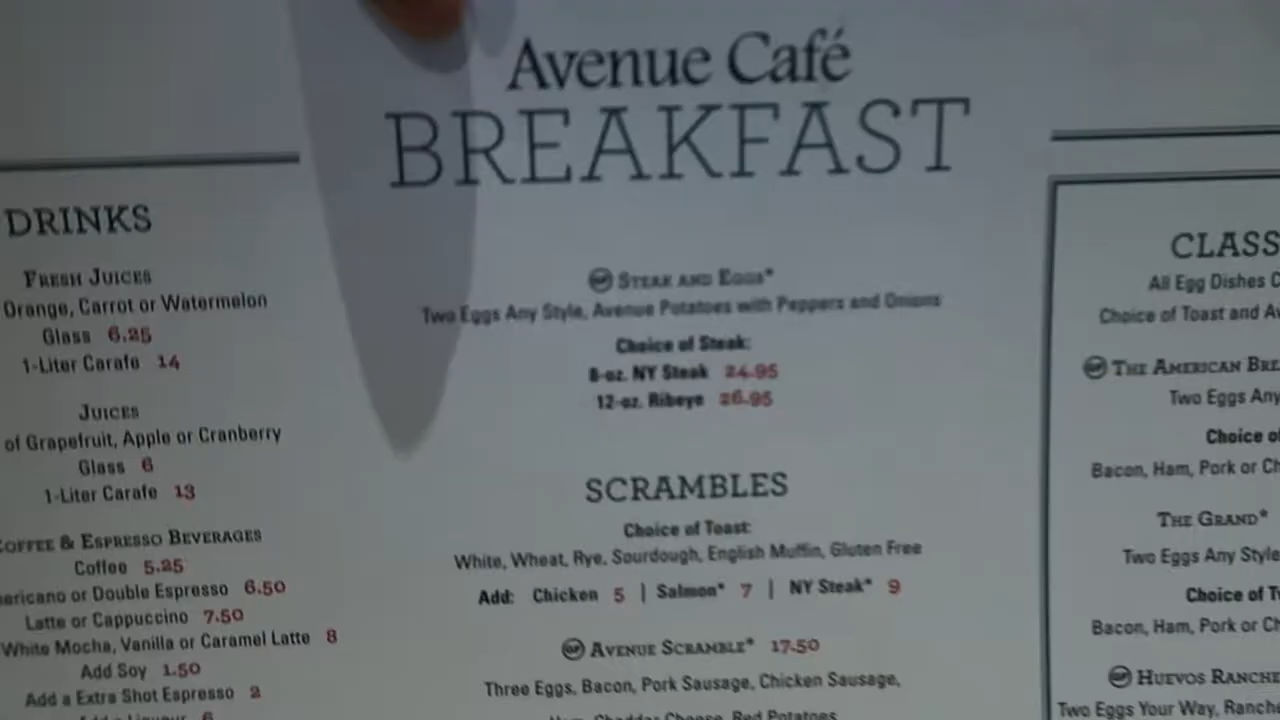 Avenue Café
BREAKFAST
DRINKS
FRESH JUICES
Orange, Carrot or Watermelon
Glass 6.25
1-Liter Carafe 14
JUICES
of Grapefruit, Apple or Cranberry
Glass 6
1-Liter Carafe 13
COFFEE & ESPRESSO BEVERAGES
Coffee 5.25
or Double Espresso 6.50
Latte or Cappuccino 7.50
White Mocha, Vanilla or Caramel Latte 8
Add Soy 1.50
Add a Extra Shot Espresso 2
STEAK AND EGGS*
Two Eggs Any Style, Avenue Potatoes with Peppers and Onions
Choice of Steak:
8-oz. NY Steak 24.95
12-oz. Ribeye 26.95
SCRAMBLES
Choice of Toast:
White, Wheat, Rye, Sourdough, English Muffin, Gluten Free
Add: Chicken 5 | Salmon* 7 | NY Steak* 9
AVENUE SCRAMBLE* 17.50
Three Eggs, Bacon, Pork Sausage, Chicken Sausage,
Ham, Cheddar Cheese, Red Potatoes
CLASS
All Egg Dishes
Choice of Toast and
THE AMERICAN BRE
Two Eggs Any
Choice of
Bacon, Ham, Pork or Ch
THE GRAND*
Two Eggs Any Style
Choice of
Bacon, Ham, Pork or Ch
HUEVOS RANCHE
Two Eggs Your Way, Ranch